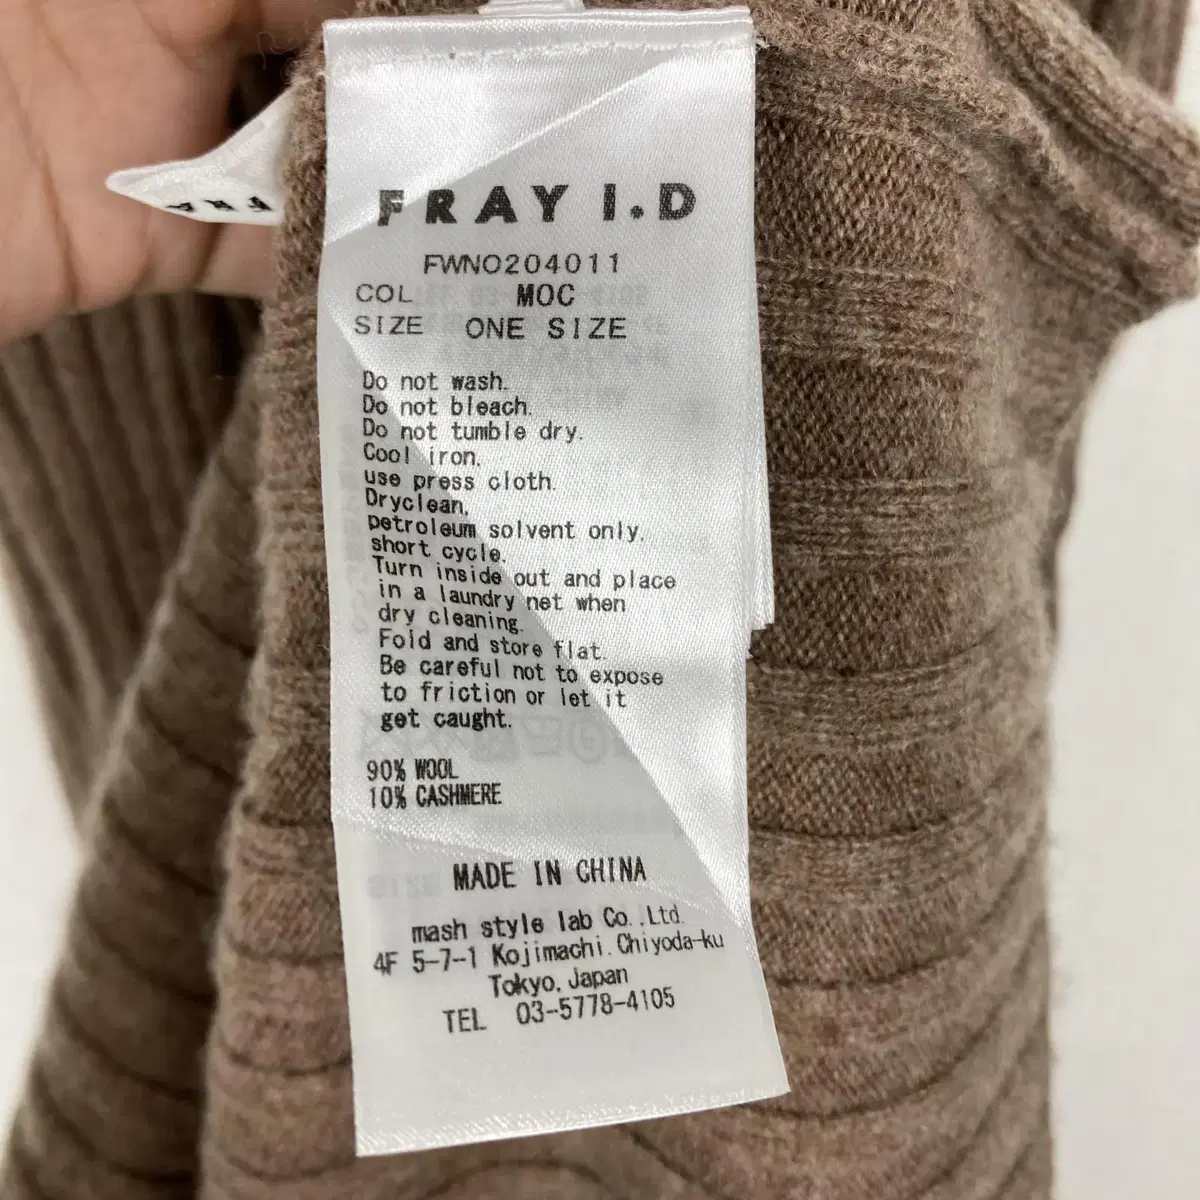 FRAY I.D
FWNO204011
COL MOC
SIZE ONE SIZE
Do not wash.
Do not bleach.
Do not tumble dry.
Cool iron,
use press cloth.
Dryclean,
petroleum solvent only.
short cycle.
Turn inside out and place
in a laundry net when
dry cleaning.
Fold and store flat.
Be careful not to expose
to friction or let it
get caught.
90% WOOL
10% CASHMERE
MADE IN CHINA
mash style lab Co.,Ltd.
4F 5-7-1 Kojimachi.Chiyoda-ku
Tokyo, Japan
TEL 03-5778-4105
FRA